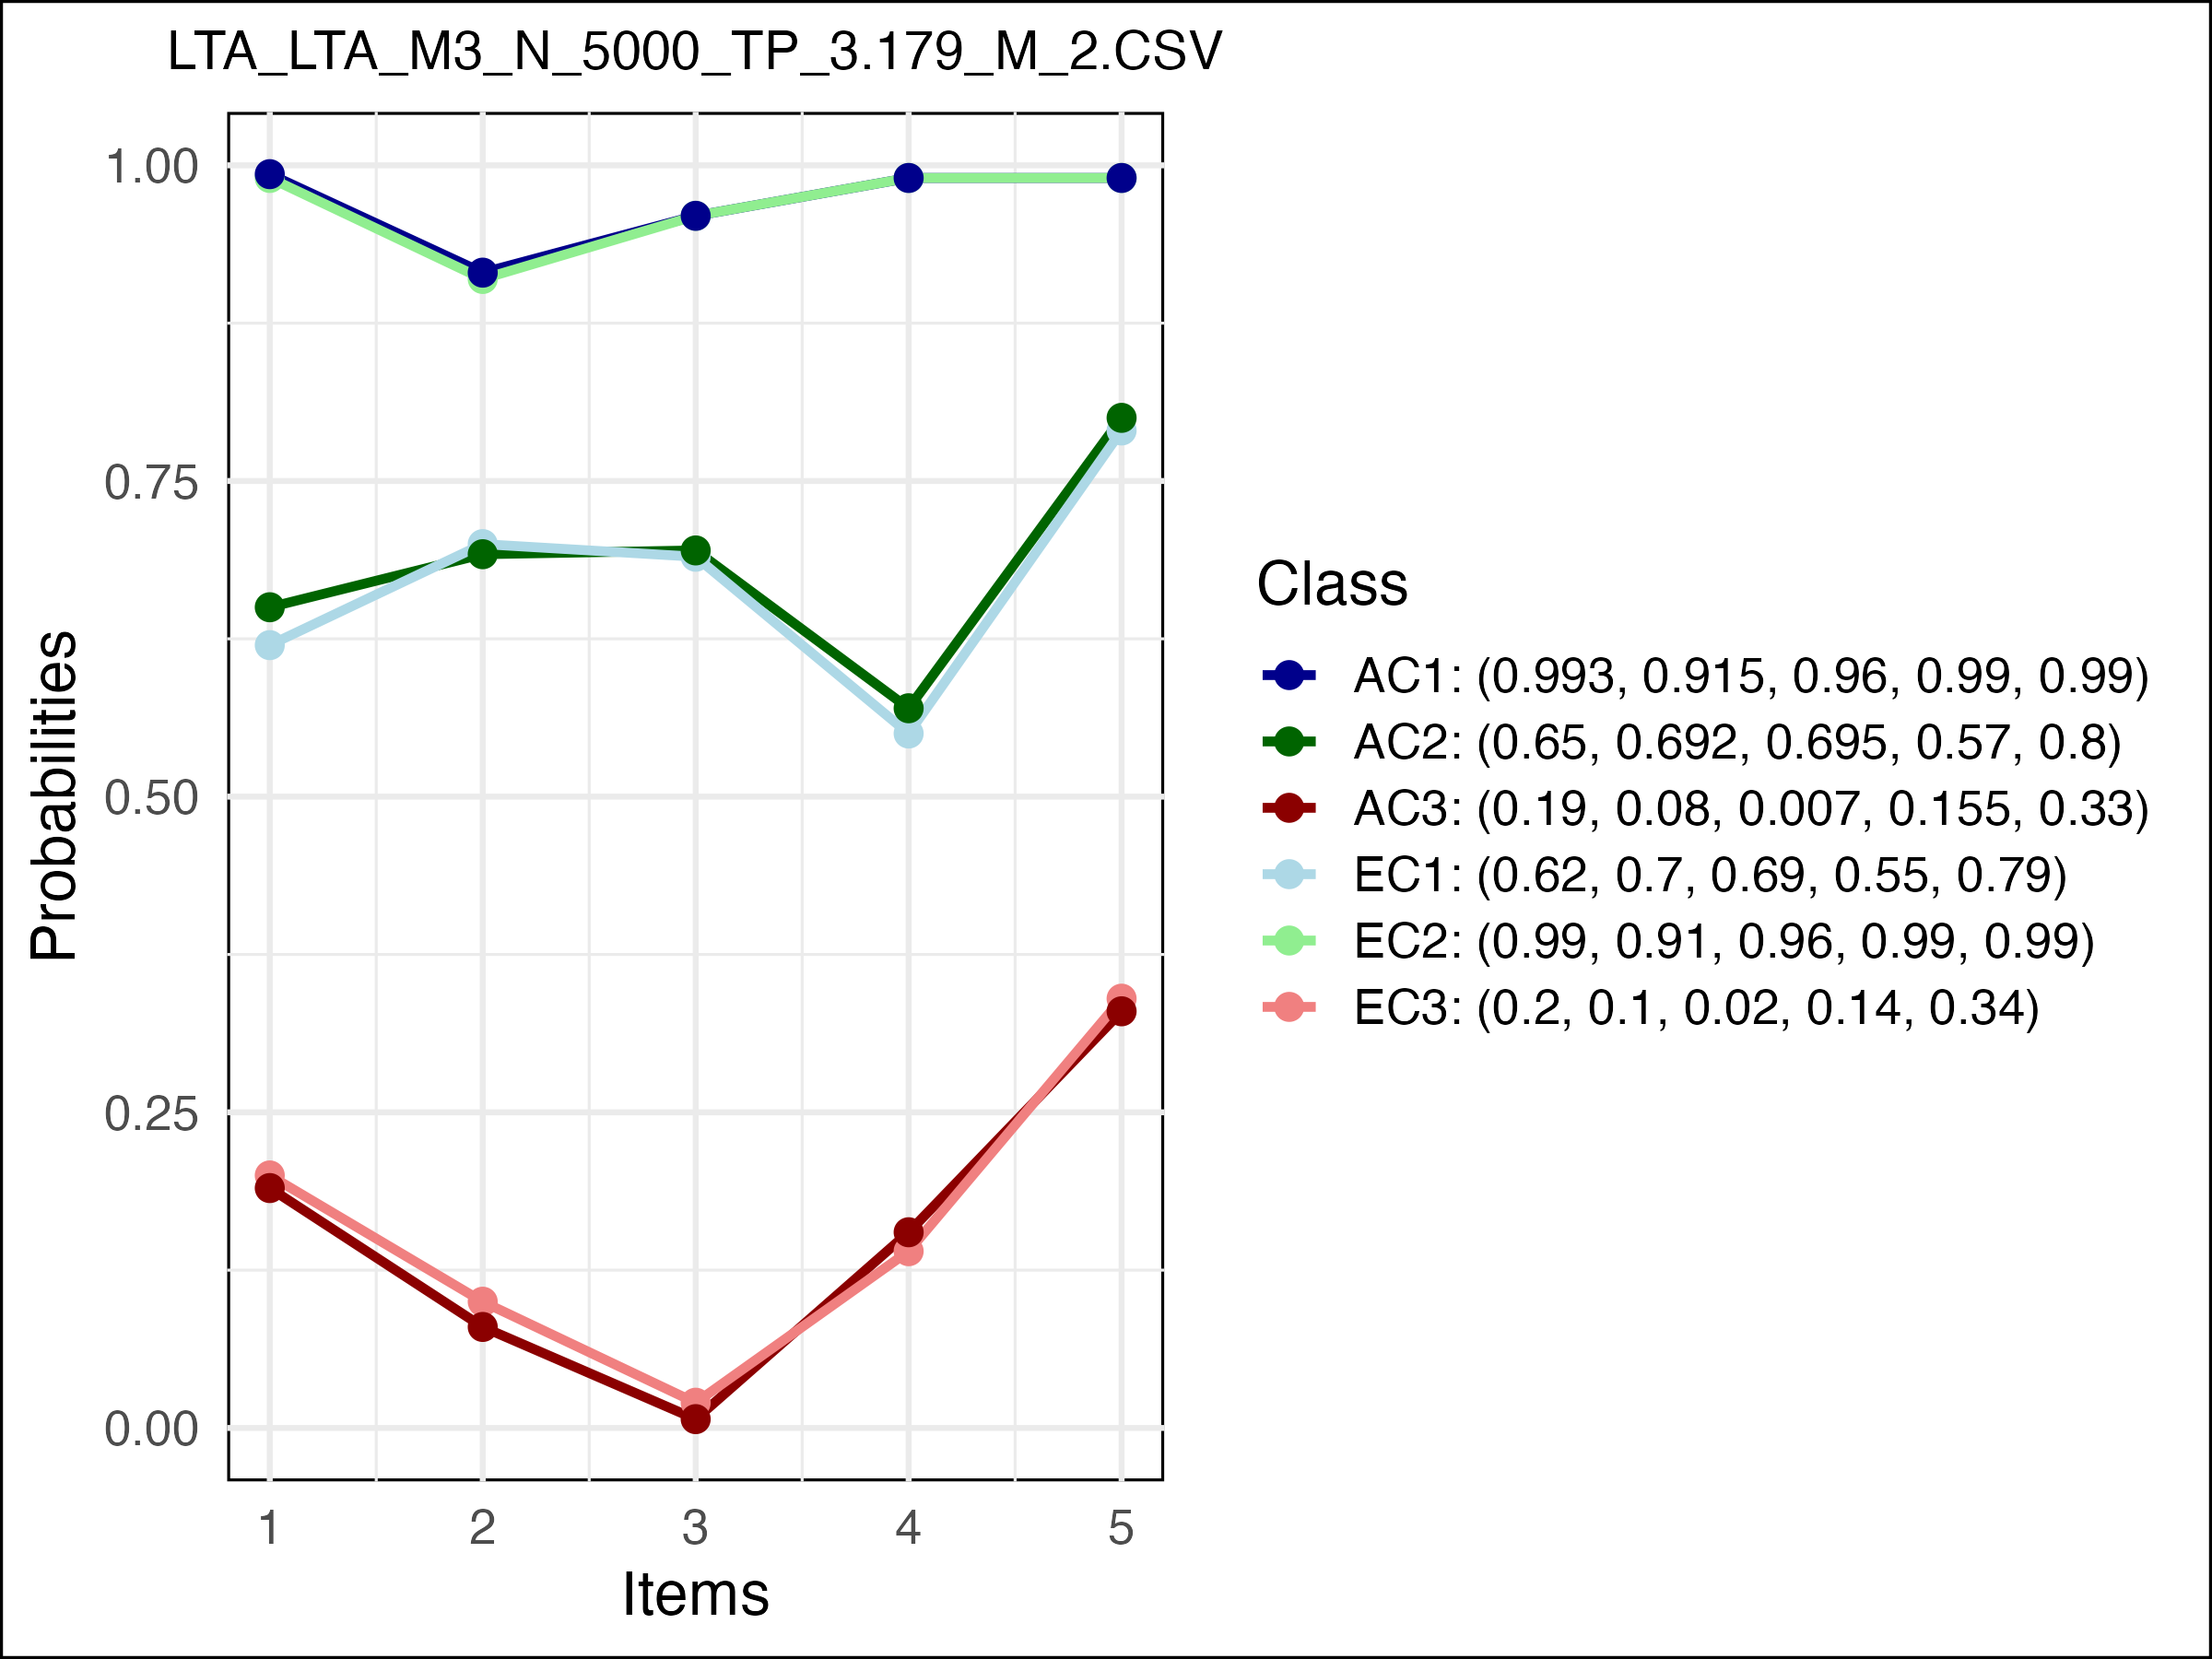 LTA_LTA_M3_N_5000_TP_3.179_M_2.CSV
1.00
0.75
0.50
0.25
0.00
Probabilities
1 2 3 4 5
Items
Class
AC1: (0.993, 0.915, 0.96, 0.99, 0.99)
AC2: (0.65, 0.692, 0.695, 0.57, 0.8)
AC3: (0.19, 0.08, 0.007, 0.155, 0.33)
EC1: (0.62, 0.7, 0.69, 0.55, 0.79)
EC2: (0.99, 0.91, 0.96, 0.99, 0.99)
EC3: (0.2, 0.1, 0.02, 0.14, 0.34)